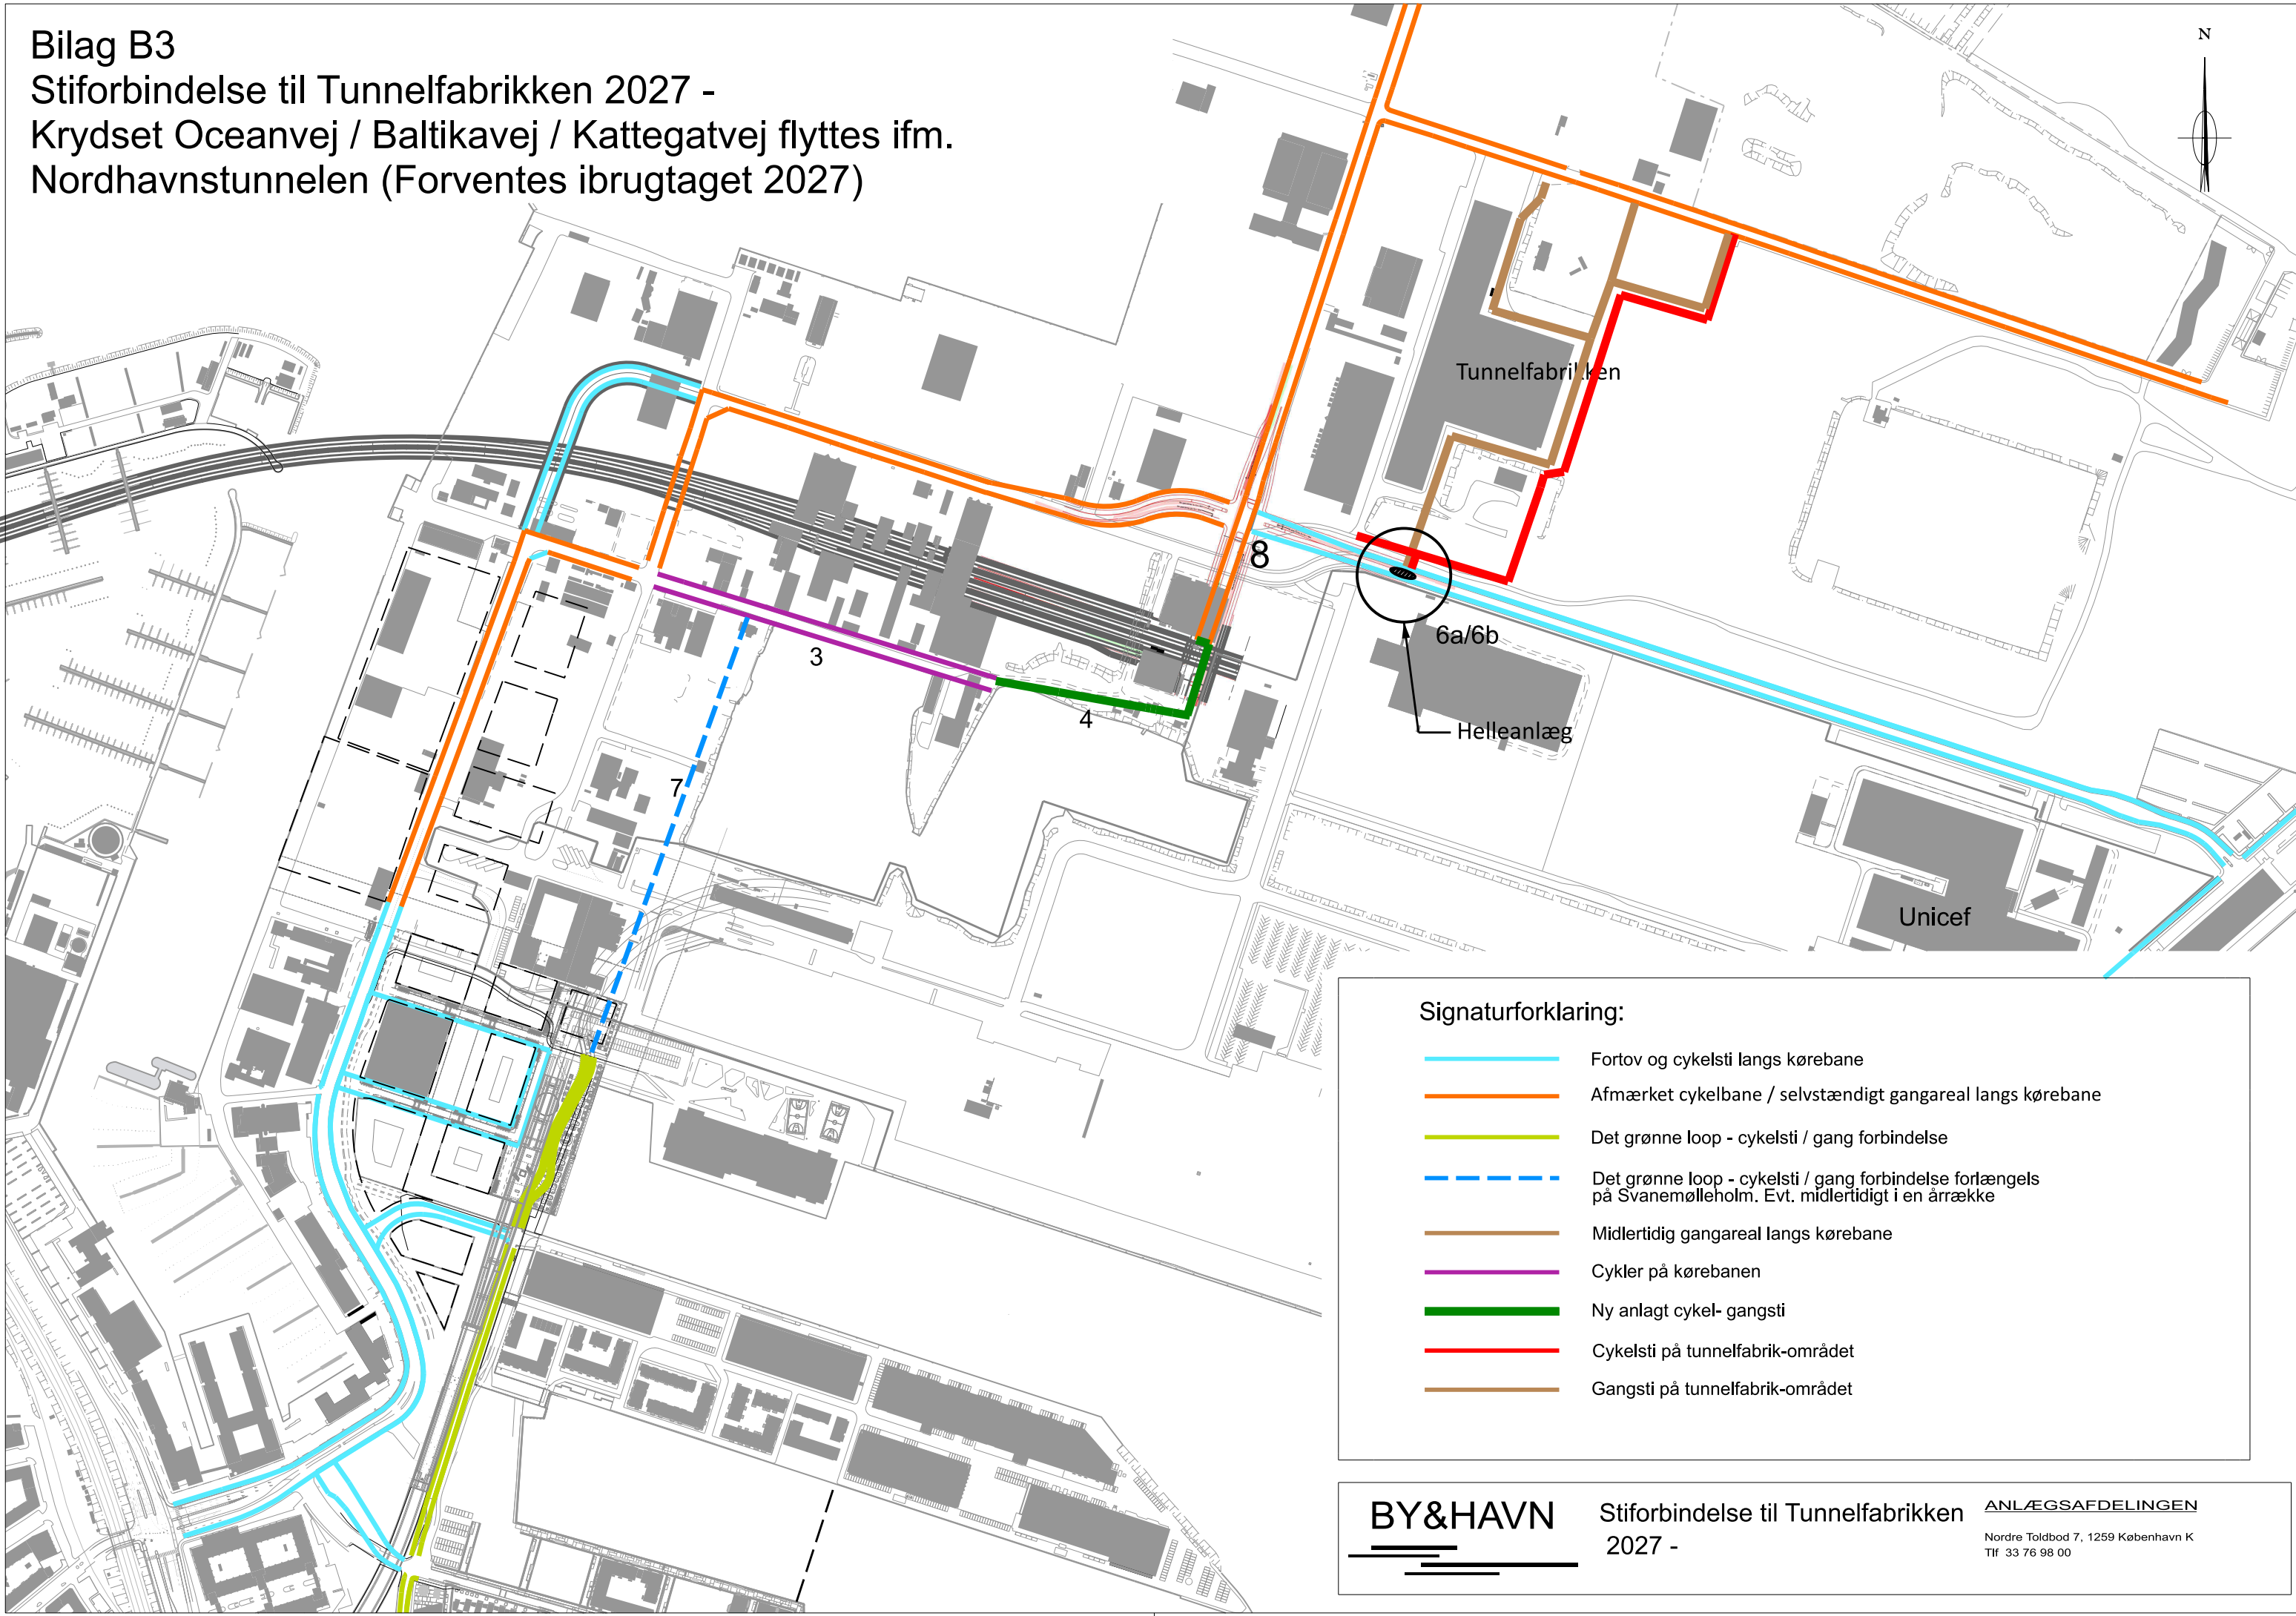 Bilag B3
Stiforbindelse til Tunnelfabrikken 2027 -
Krydset Oceanvej / Baltikavej / Kattegatvej flyttes ifm.
Nordhavnstunnelen (Forventes ibrugtaget 2027)
N
Tunnelfabrikken
8
6a/6b
3
4
Helleanlæg
7
Unicef
Signaturforklaring:
Fortov og cykelsti langs kørebane
Afmærket cykelbane / selvstændigt gangareal langs kørebane
Det grønne loop - cykelsti / gang forbindelse
Det grønne loop - cykelsti / gang forbindelse forlængels
på Svanemølleholm. Evt. midlertidigt i en årrække
Midlertidig gangareal langs kørebane
Cykler på kørebanen
Ny anlagt cykel- gangsti
Cykelsti på tunnelfabrik-området
Gangsti på tunnelfabrik-området
BY&HAVN
Stiforbindelse til Tunnelfabrikken
2027 -
ANLÆGSAFDELINGEN
Nordre Toldbod 7, 1259 København K
Tlf 33 76 98 00